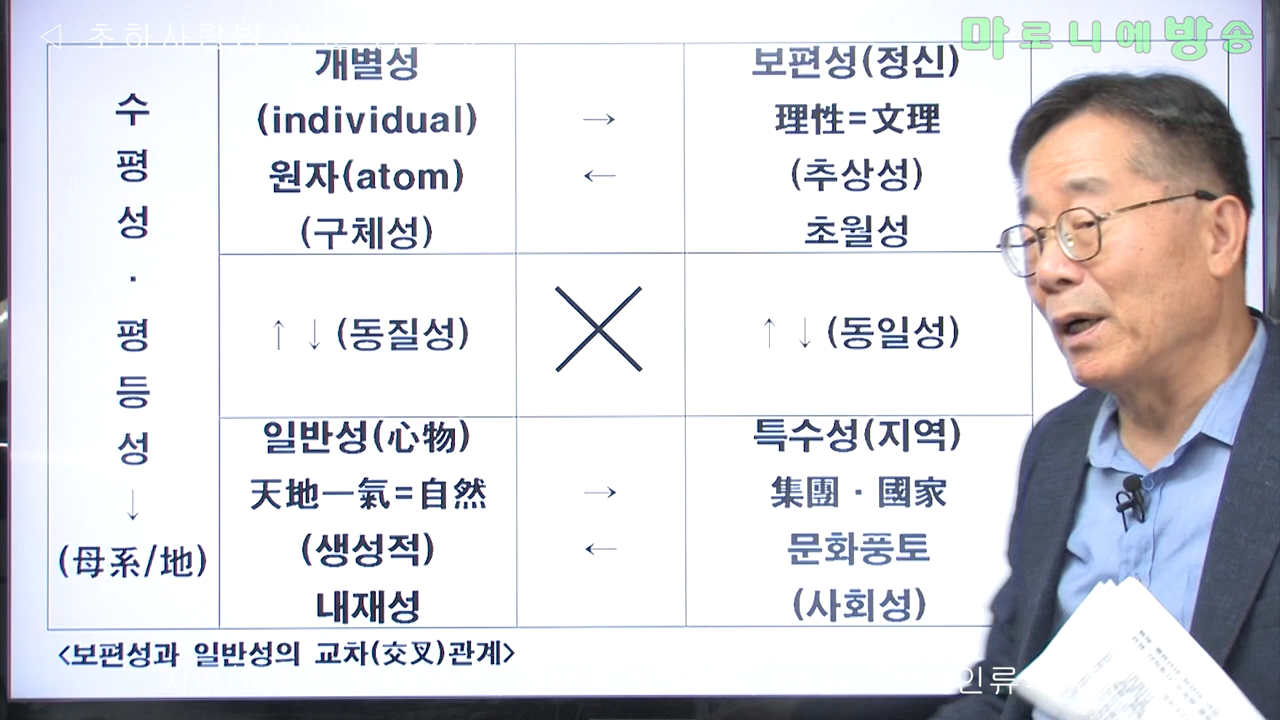 초하사랑방
마로니에방송
수평성·평등성
↓
(母系/地)
개별성
(individual)
원자(atom)
(구체성)
→
←
보편성(정신)
理性=文理
(추상성)
초월성
↑ ↓ (동질성)
↑ ↓ (동일성)
일반성(心物)
天地一氣=自然
(생성적)
내재성
→
←
특수성(지역)
集團·國家
문화풍토
(사회성)
<보편성과 일반성의 교차(交叉)관계>
인류